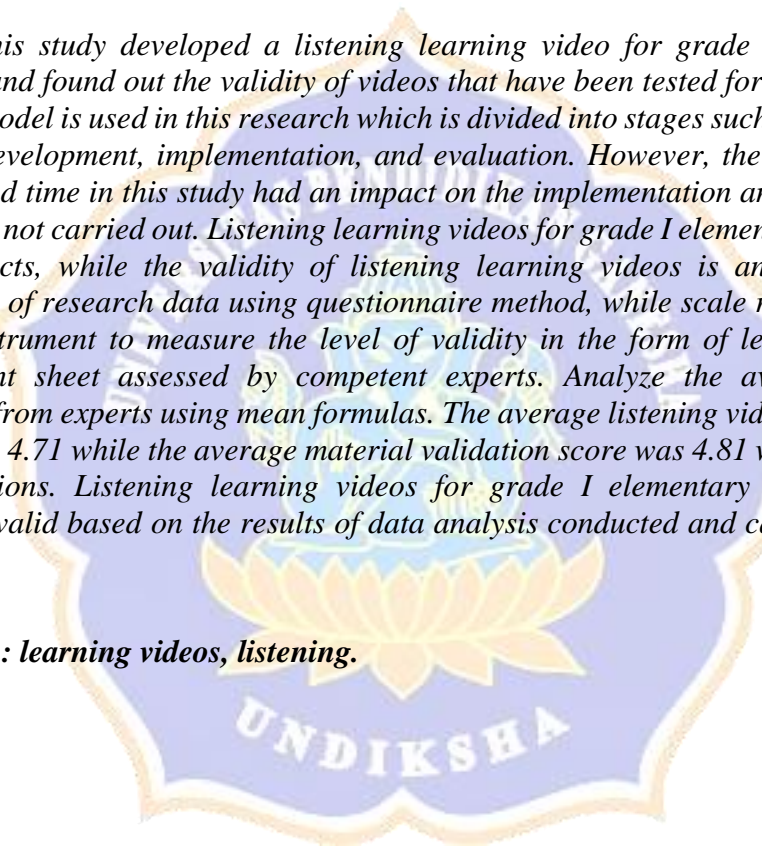 his study developed a listening learning video for grade
nd found out the validity of videos that have been tested for
odel is used in this research which is divided into stages such
evelopment, implementation, and evaluation. However, the
d time in this study had an impact on the implementation an
not carried out. Listening learning videos for grade I elemen
cts, while the validity of listening learning videos is an
of research data using questionnaire method, while scale
trument to measure the level of validity in the form of le
nt sheet assessed by competent experts. Analyze the av
from experts using mean formulas. The average listening vid
4.71 while the average material validation score was 4.81
ions. Listening learning videos for grade I elementary
valid based on the results of data analysis conducted and c
: learning videos, listening.
UNDIKSHA